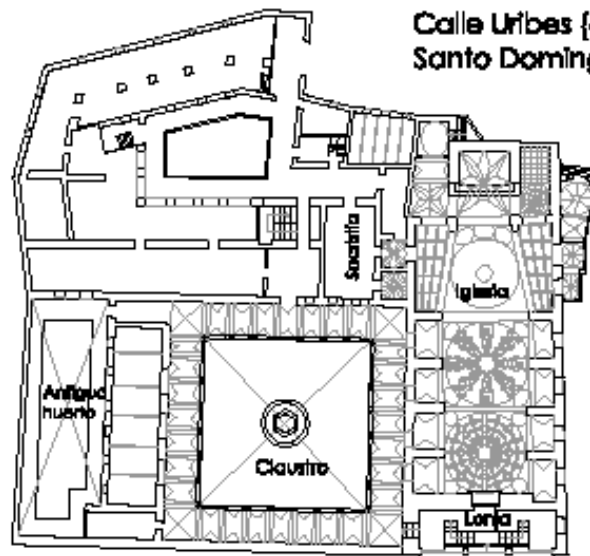 Calle Uribes (
Santo Doming
Sacristía
Iglesia
Antiguo
huerto
Claustro
Lonja